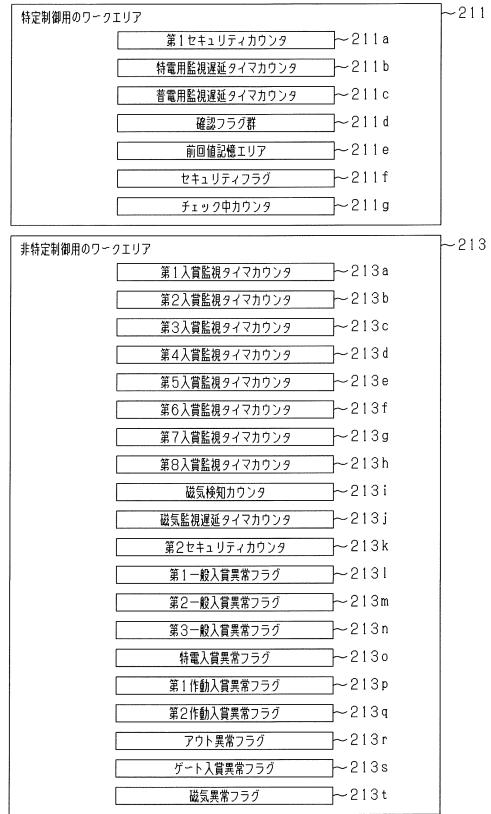 特定制御用のワークエリア ～211
第1セキュリティカウンタ ～211a
特電用監視遅延タイマカウンタ ～211b
普電用監視遅延タイマカウンタ ～211c
確認フラグ群 ～211d
前回値記憶エリア ～211e
セキュリティフラグ ～211f
チェック中カウンタ ～211g
非特定制御用のワークエリア ～213
第1入賞監視タイマカウンタ ～213a
第2入賞監視タイマカウンタ ～213b
第3入賞監視タイマカウンタ ～213c
第4入賞監視タイマカウンタ ～213d
第5入賞監視タイマカウンタ ～213e
第6入賞監視タイマカウンタ ～213f
第7入賞監視タイマカウンタ ～213g
第8入賞監視タイマカウンタ ～213h
磁気検知カウンタ ～213i
磁気監視遅延タイマカウンタ ～213j
第2セキュリティカウンタ ～213k
第1一般入賞異常フラグ ～213l
第2一般入賞異常フラグ ～213m
第3一般入賞異常フラグ ～213n
特電入賞異常フラグ ～213o
第1作動入賞異常フラグ ～213p
第2作動入賞異常フラグ ～213q
アウト異常フラグ ～213r
ゲート入賞異常フラグ ～213s
磁気異常フラグ ～213t